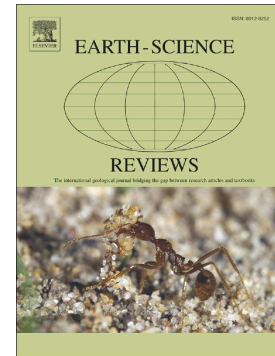 ISSN: 0012-8252
ELSEVIER
EARTH-SCIENCE
REVIEWS
The international geological journal bridging the gap between research articles and textbooks